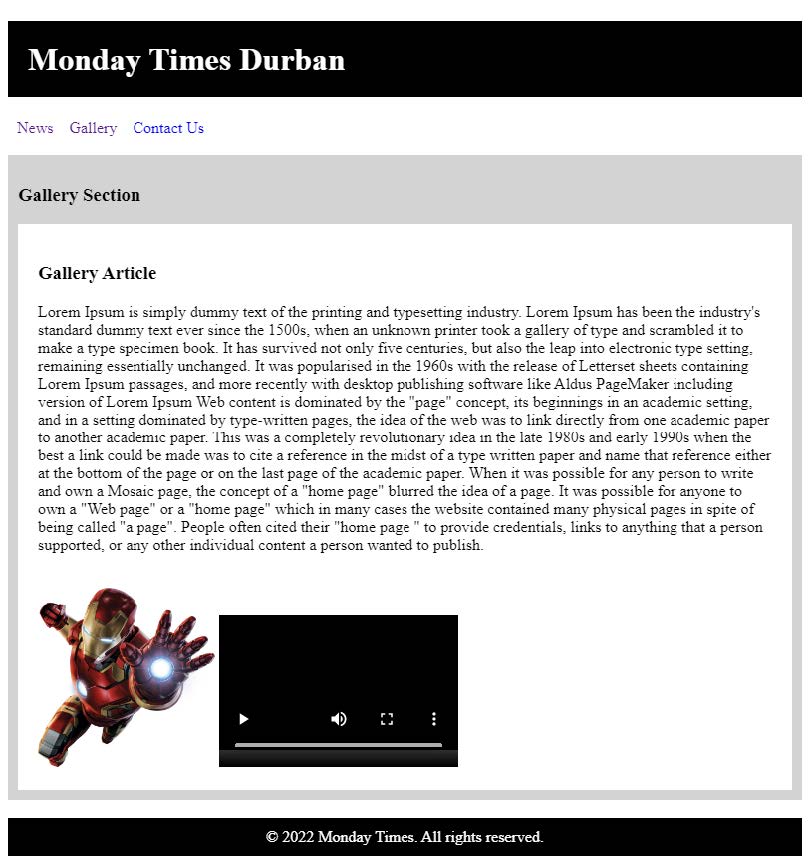 Monday Times Durban
News Gallery Contact Us
Gallery Section
Gallery Article
Lorem Ipsum is simply dummy text of the printing and typesetting industry. Lorem Ipsum has been the industry's
standard dummy text ever since the 1500s, when an unknown printer took a gallery of type and scrambled it to
make a type specimen book. It has survived not only five centuries, but also the leap into electronic type setting,
remaining essentially unchanged. It was popularised in the 1960s with the release of Letterset sheets containing
Lorem Ipsum passages, and more recently with desktop publishing software like Aldus PageMaker including
version of Lorem Ipsum Web content is dominated by the "page" concept, its beginnings in an academic setting,
and in a setting dominated by type-written pages, the idea of the web was to link directly from one academic paper
to another academic paper. This was a completely revolutionary idea in the late 1980s and early 1990s when the
best a link could be made was to cite a reference in the midst of a type written paper and name that reference either
at the bottom of the page or on the last page of the academic paper. When it was possible for any person to write
and own a Mosaic page, the concept of a "home page" blurred the idea of a page. It was possible for anyone to
own a "Web page" or a "home page" which in many cases the website contained many physical pages in spite of
being called "a page". People often cited their "home page " to provide credentials, links to anything that a person
supported, or any other individual content a person wanted to publish.
© 2022 Monday Times. All rights reserved.